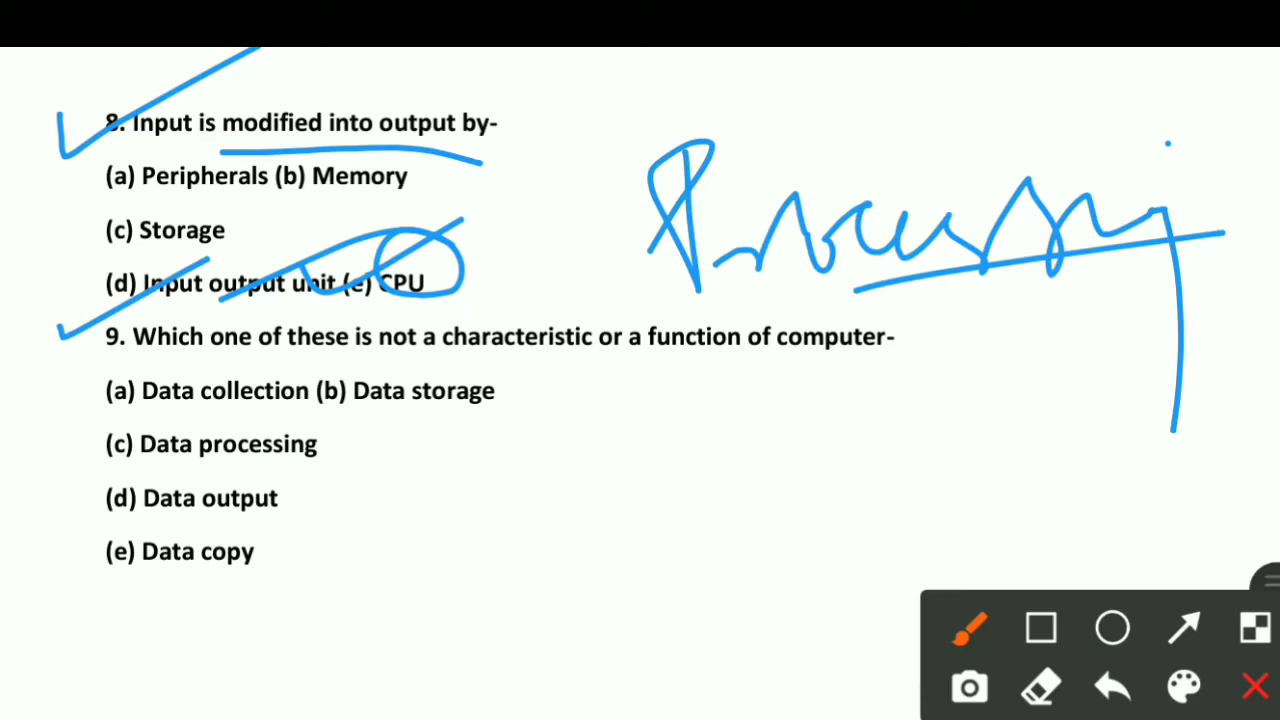 8. Input is modified into output by-
(a) Peripherals (b) Memory
Processing
(c) Storage
(d) Input output unit (e) CPU
9. Which one of these is not a characteristic or a function of computer-
(a) Data collection (b) Data storage
(c) Data processing
(d) Data output
(e) Data copy